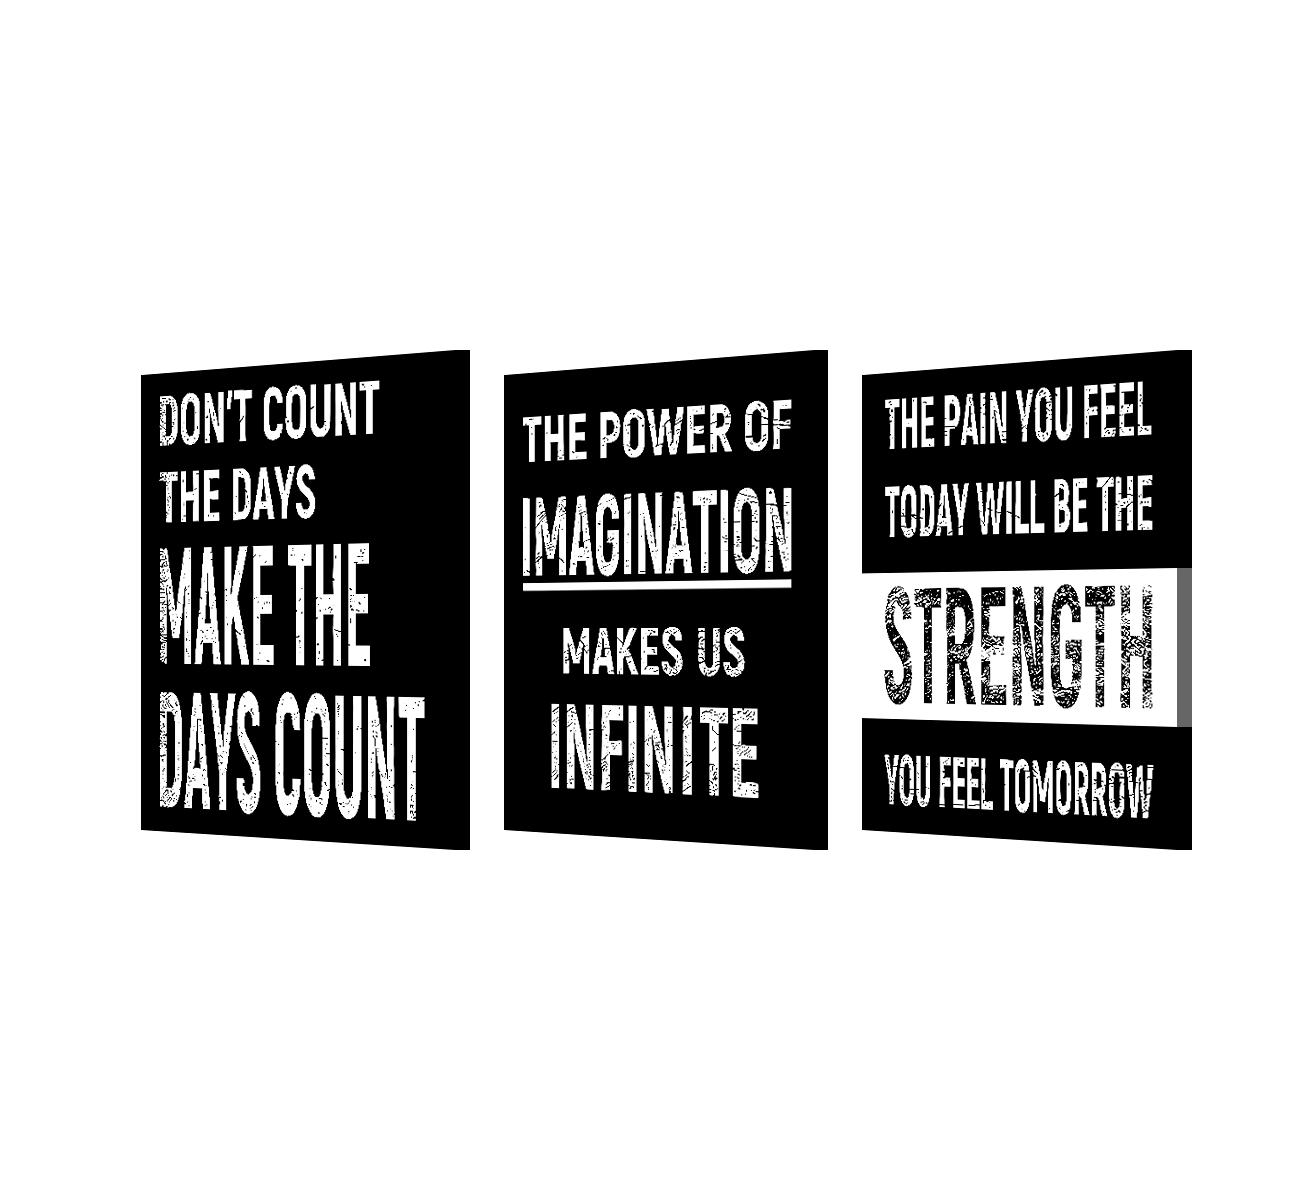 DON'T COUNT
THE DAYS
MAKE THE
DAYS COUNT
THE POWER OF
IMAGINATION
MAKES US
INFINITE
THE PAIN YOU FEEL
TODAY WILL BE THE
STRENGTH
YOU FEEL TOMORROW